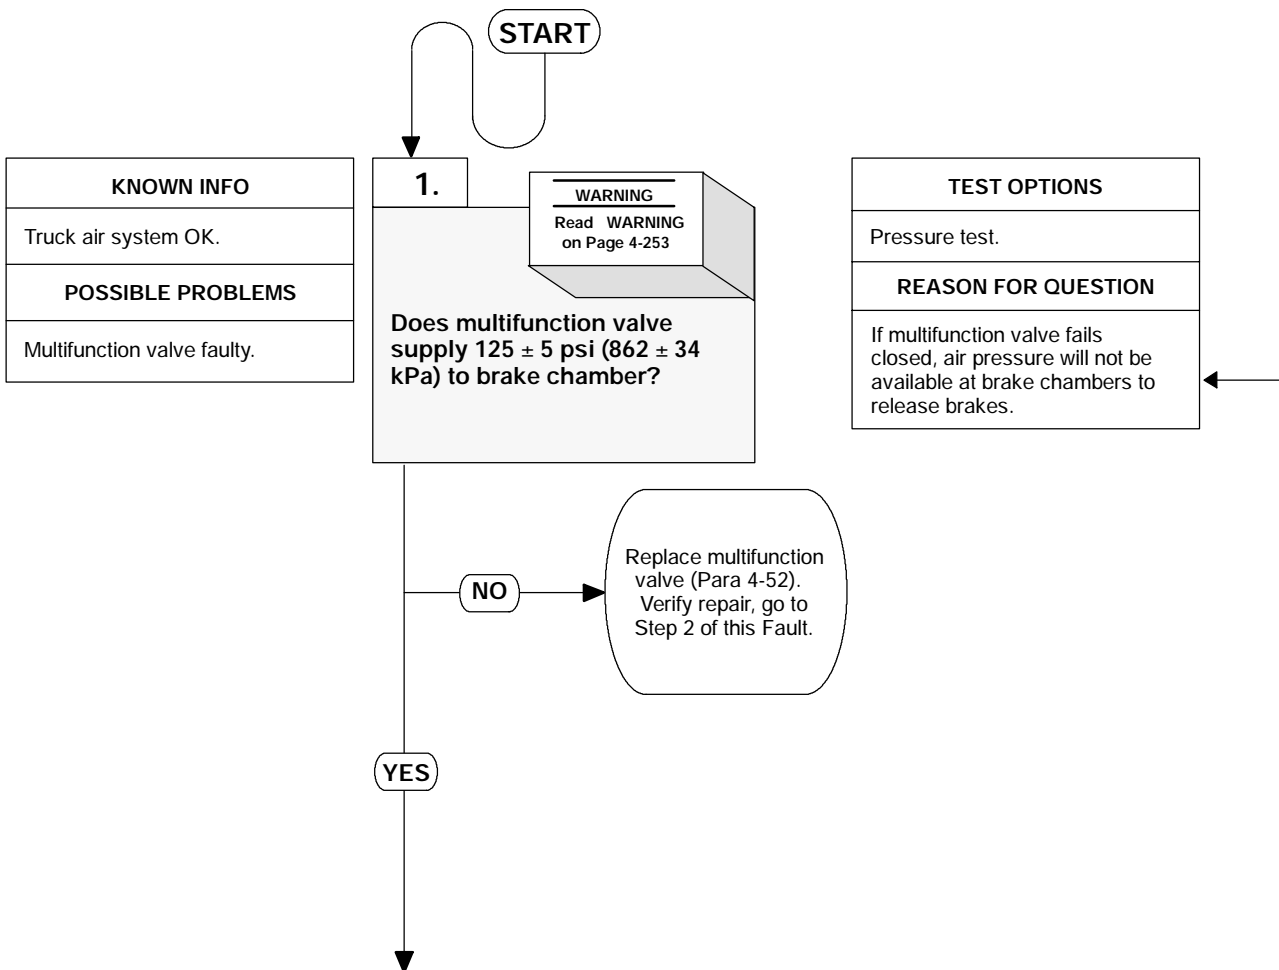 START
KNOWN INFO
Truck air system OK.
POSSIBLE PROBLEMS
Multifunction valve faulty.
1.
WARNING
Read WARNING
on Page 4-253
Does multifunction valve
supply 125 ± 5 psi (862 ± 34
kPa) to brake chamber?
TEST OPTIONS
Pressure test.
REASON FOR QUESTION
If multifunction valve fails
closed, air pressure will not be
available at brake chambers to
release brakes.
NO
Replace multifunction
valve (Para 4-52).
Verify repair, go to
Step 2 of this Fault.
YES